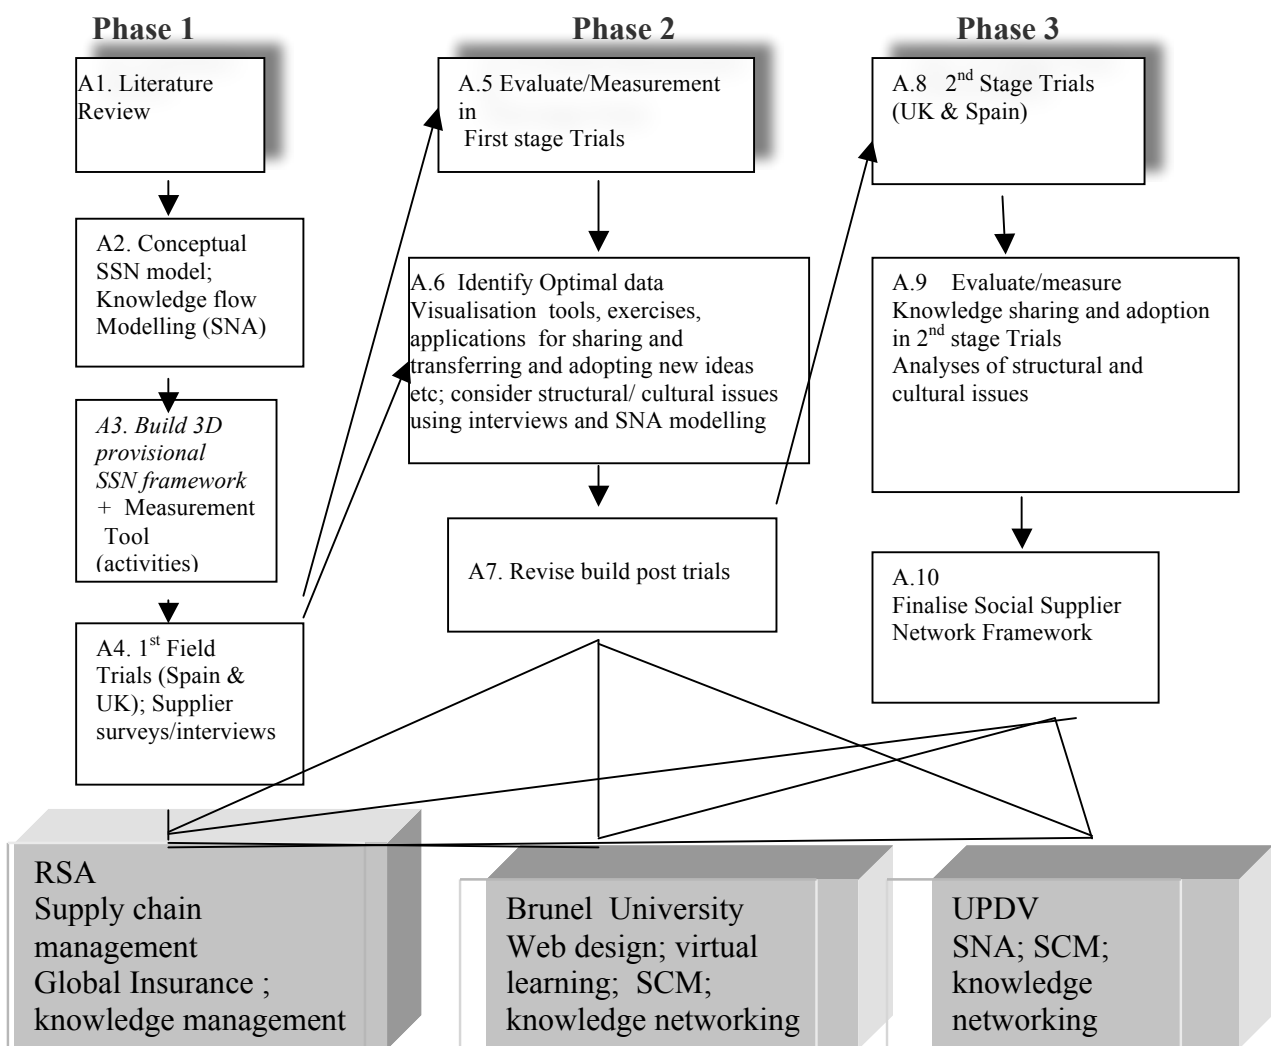 Phase 1
A1. Literature
Review
A2. Conceptual
SSN model;
Knowledge flow
Modelling (SNA)
A3. Build 3D
provisional
SSN framework
+ Measurement
Tool
(activities)
A4. 1st Field
Trials (Spain &
UK); Supplier
surveys/interviews
Phase 2
A.5 Evaluate/Measurement
in
First stage Trials
A.6 Identify Optimal data
Visualisation tools, exercises,
applications for sharing and
transferring and adopting new ideas
etc; consider structural/ cultural issues
using interviews and SNA modelling
A7. Revise build post trials
Phase 3
A.8 2nd Stage Trials
(UK & Spain)
A.9 Evaluate/measure
Knowledge sharing and adoption
in 2nd stage Trials
Analyses of structural and
cultural issues
A.10
Finalise Social Supplier
Network Framework
RSA
Supply chain
management
Global Insurance ;
knowledge management
Brunel University
Web design; virtual
learning; SCM;
knowledge networking
UPDV
SNA; SCM;
knowledge
networking